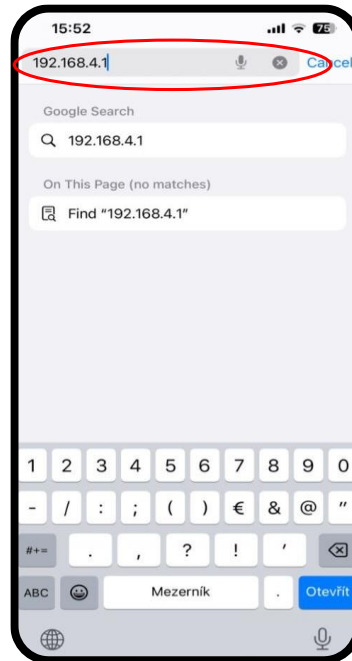 15:52
75
192.168.4.1
Cancel
Google Search
192.168.4.1
On This Page (no matches)
Find “192.168.4.1”
1 2 3 4 5 6 7 8 9 0
- / : ; ( ) € & @ "
#+= . , ? ! '
ABC Mezerník . Otevřít